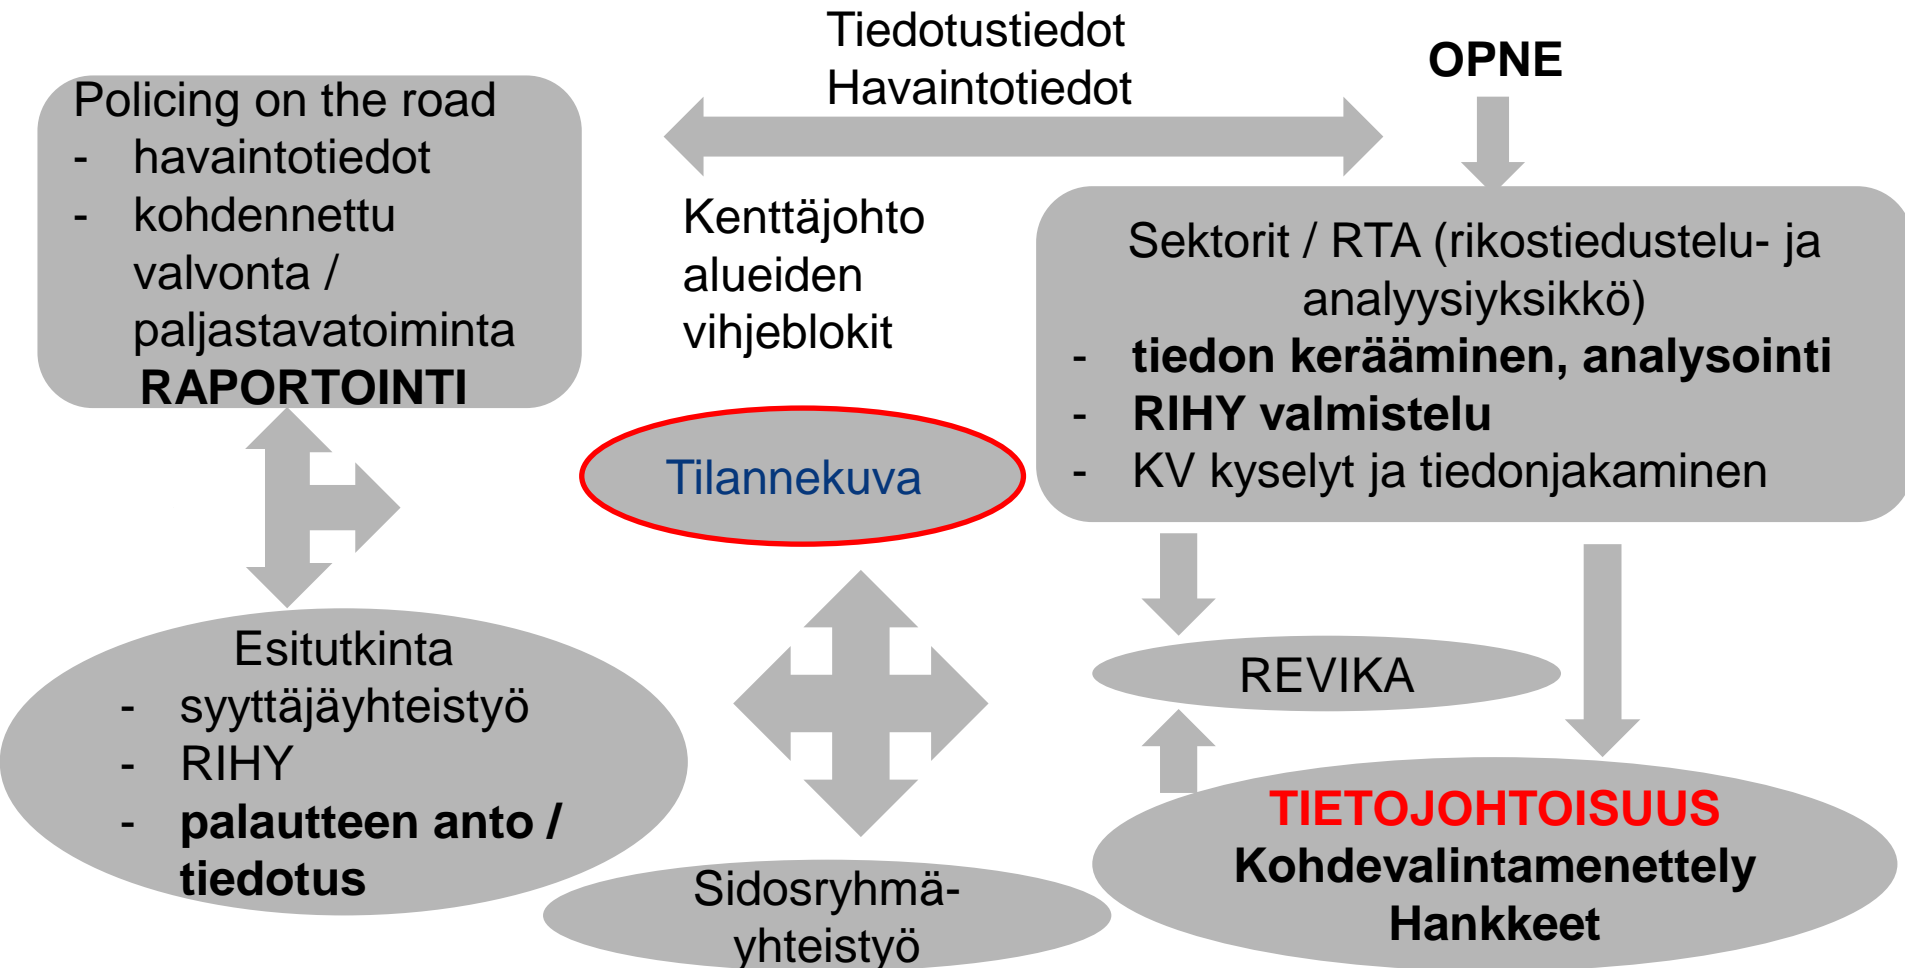 Tiedotustiedot
Havaintotiedot
OPNE
Policing on the road
- havaintotiedot
- kohdennettu
valvonta /
paljastavatoiminta
RAPORTOINTI
Kenttäjohto
alueiden
vihjeblokit
Sektorit / RTA (rikostiedustelu- ja
analyysiyksikkö)
- tiedon kerääminen, analysointi
- RIHY valmistelu
- KV kyselyt ja tiedonjakaminen
Tilannekuva
Esitutkinta
- syyttäjäyhteistyö
- RIHY
- palautteen anto /
tiedotus
REVIKA
TIETOJOHTOISUUS
Kohdevalintamenettely
Hankkeet
Sidosryhmä-
yhteistyö